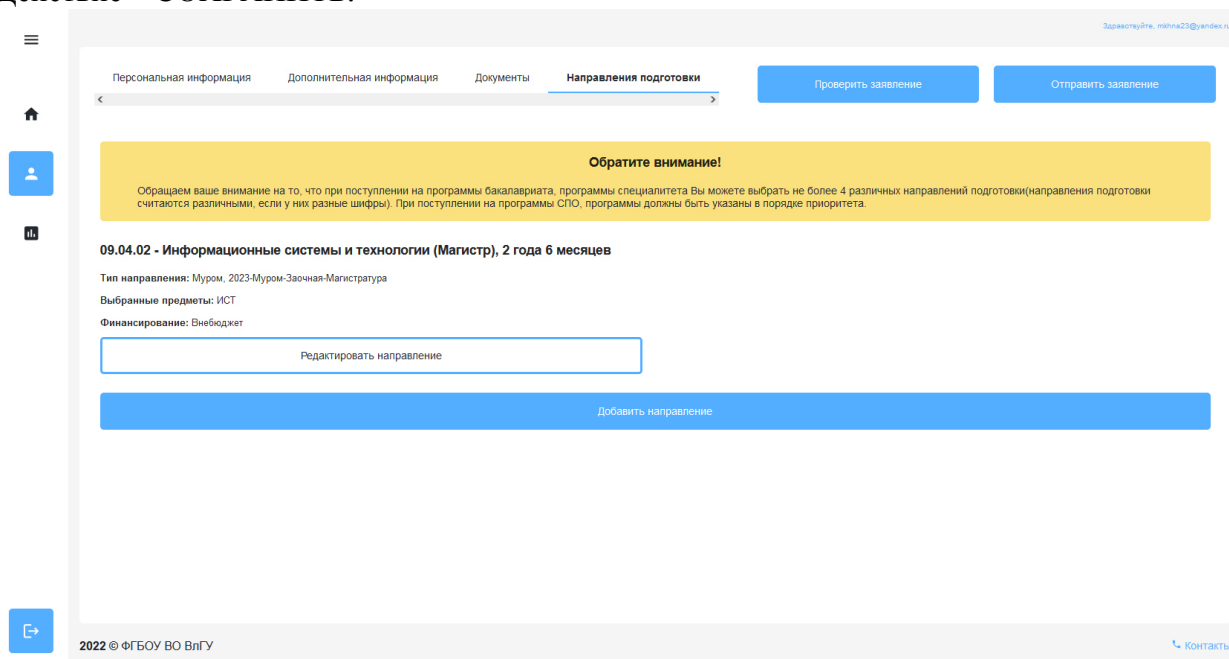 Здравствуйте, mkhna23@yandex.ru
Персональная информация Дополнительная информация Документы Направления подготовки Проверить заявление Отправить заявление
Обратите внимание!
Обращаем ваше внимание на то, что при поступлении на программы бакалавриата, программы специалитета Вы можете выбрать не более 4 различных направлений подготовки(направления подготовки
считаются различными, если у них разные шифры). При поступлении на программы СПО, программы должны быть указаны в порядке приоритета.
09.04.02 - Информационные системы и технологии (Магистр), 2 года 6 месяцев
Тип направления: Муром, 2023-Муром-Заочная-Магистратура
Выбранные предметы: ИСТ
Финансирование: Внебюджет
Редактировать направление
Добавить направление
2022 © ФГБОУ ВО ВлГУ
Контакты